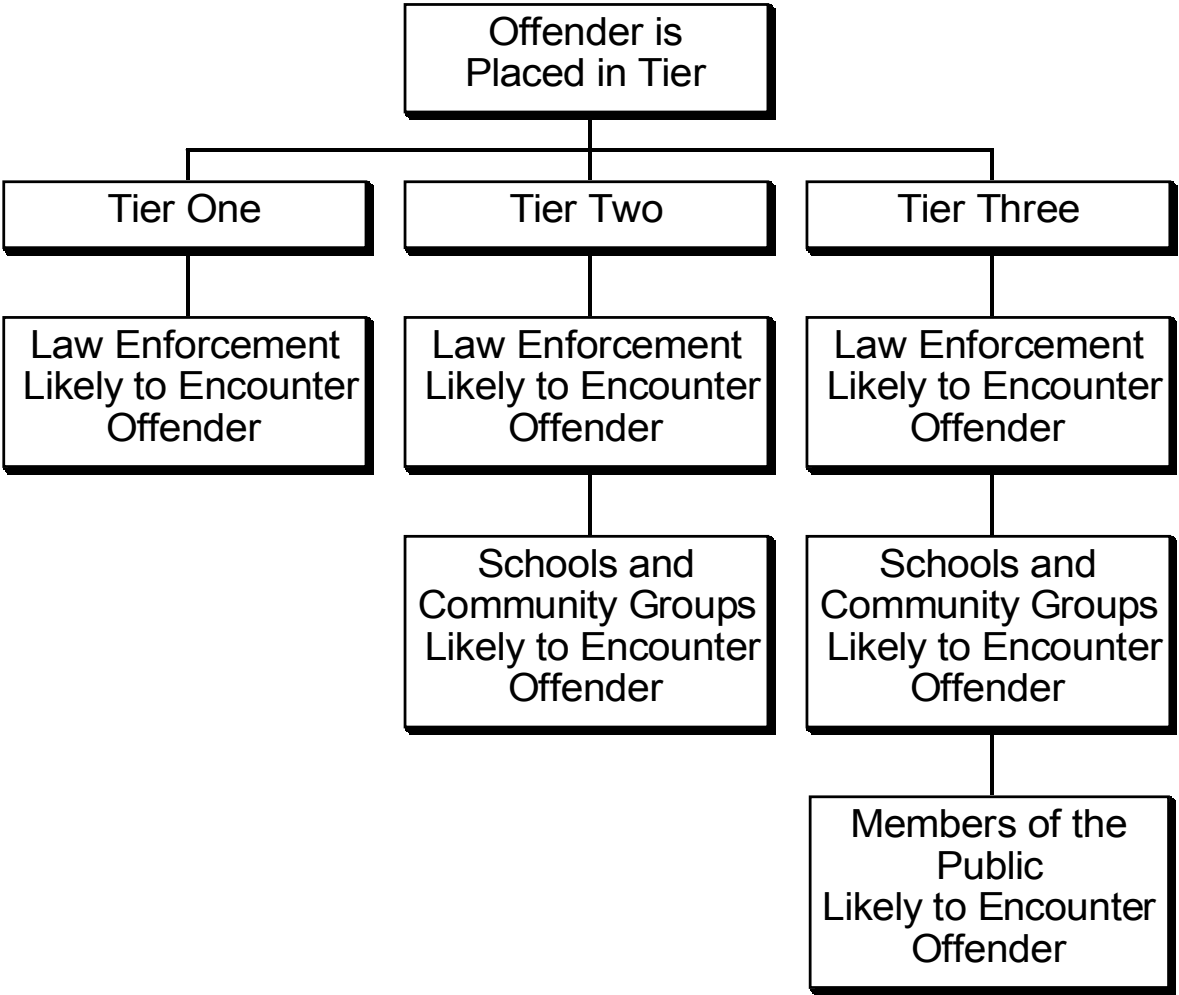 Offender is
Placed in Tier
Tier One
Tier Two
Tier Three
Law Enforcement
Likely to Encounter
Offender
Law Enforcement
Likely to Encounter
Offender
Law Enforcement
Likely to Encounter
Offender
Schools and
Community Groups
Likely to Encounter
Offender
Schools and
Community Groups
Likely to Encounter
Offender
Members of the
Public
Likely to Encounter
Offender